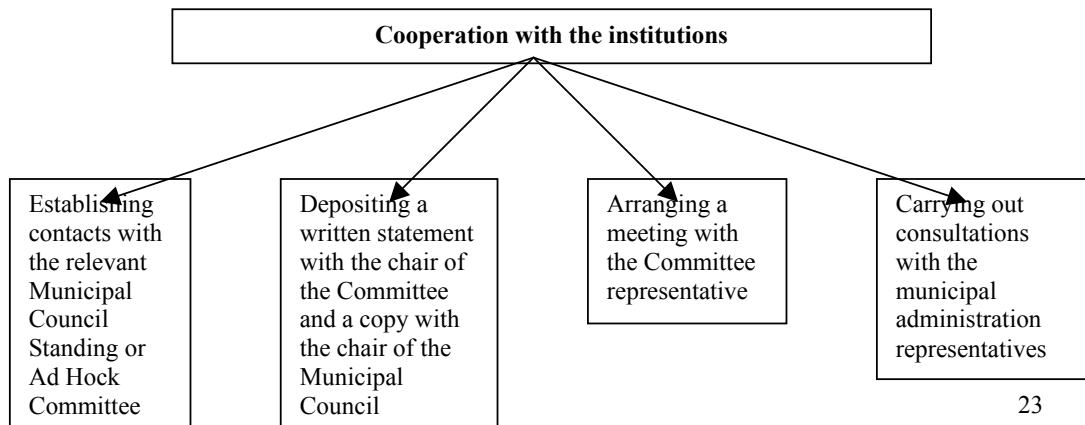 Cooperation with the institutions
Establishing
contacts with
the relevant
Municipal
Council
Standing or
Ad Hock
Committee
Depositing a
written statement
with the chair of
the Committee
and a copy with
the chair of the
Municipal
Council
Arranging a
meeting with
the Committee
representative
Carrying out
consultations
with the
municipal
administration
representatives
23